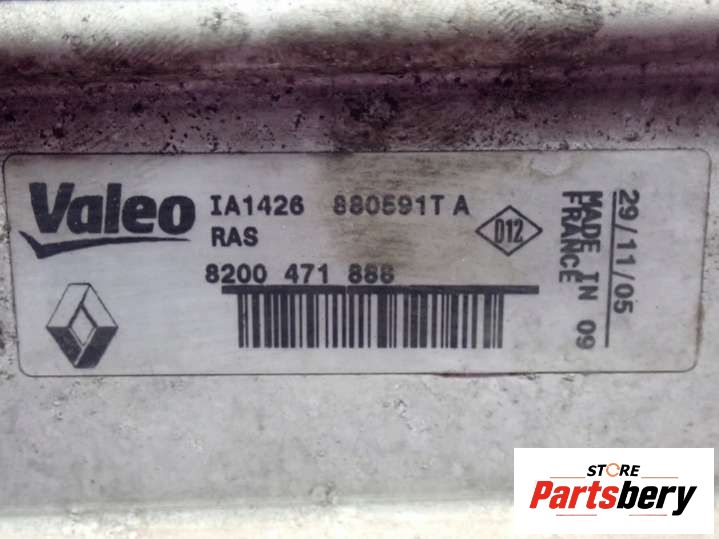 Valeo
IA1426 880591T A
RAS
8200 471 888
D12
MADE IN 09
FRANCE
29/11/05
STORE
Partsbery